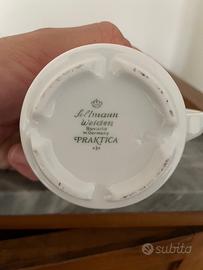 Seltmann
Weiden
Bavaria
W.Germany
PRAKTICA
subito